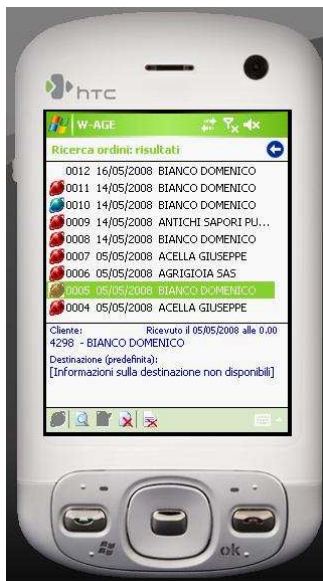 hTC
W-AGE
Ricerca ordini: risultati
0012 16/05/2008 BIANCO DOMENICO
0011 14/05/2008 BIANCO DOMENICO
0010 14/05/2008 BIANCO DOMENICO
0009 14/05/2008 ANTICHI SAPORI PU...
0008 14/05/2008 BIANCO DOMENICO
0007 05/05/2008 ACELLA GIUSEPPE
0006 05/05/2008 AGRIGIOIA SAS
0005 05/05/2008 BIANCO DOMENICO
0004 05/05/2008 ACELLA GIUSEPPE
Cliente: Ricevuto il 05/05/2008 alle 0.00
4298 - BIANCO DOMENICO
Destinazione (predefinita):
[Informazioni sulla destinazione non disponibili]
ok